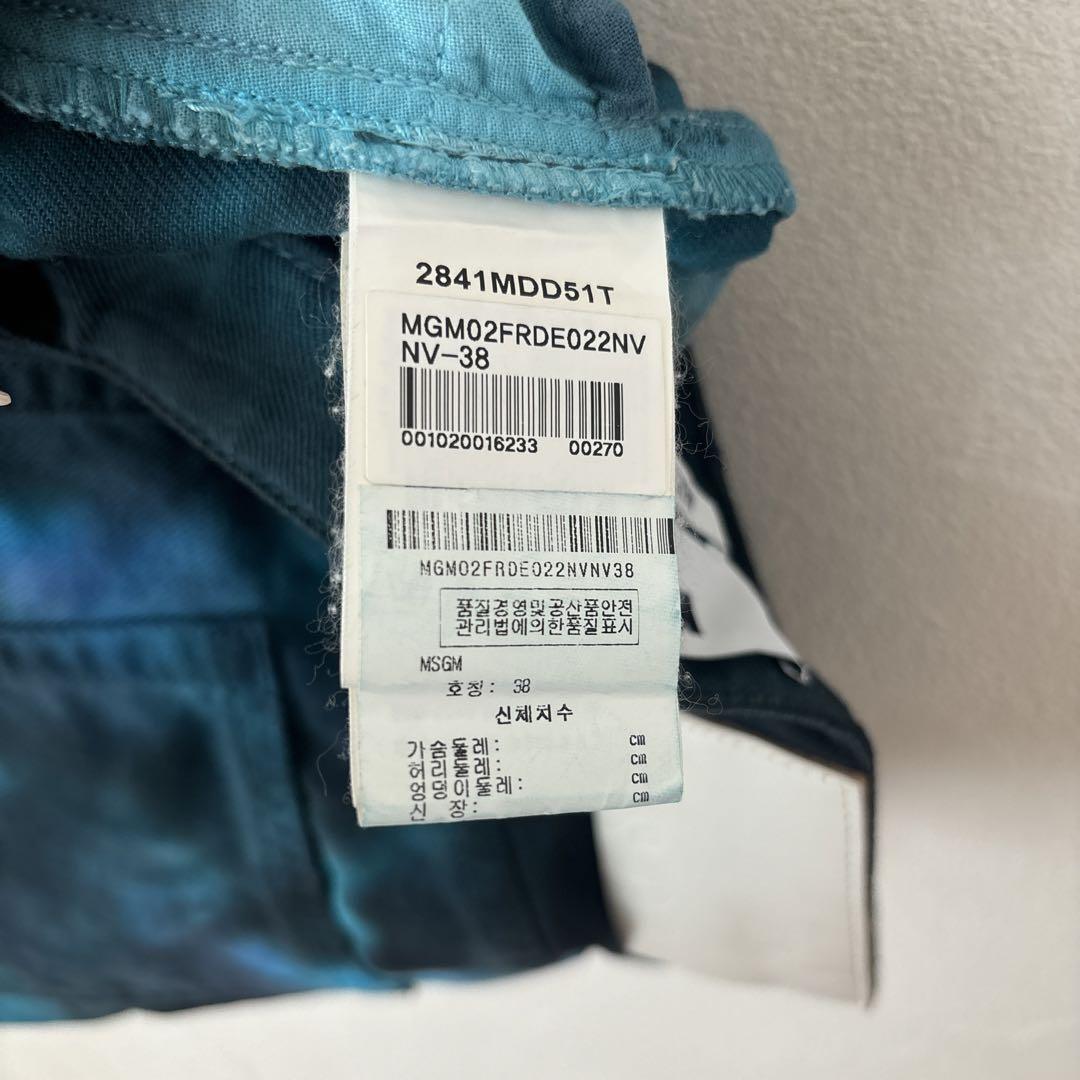 2841MDD51T
MGM02FRDE022NV
NV-38
001020016233 00270
MGM02FRDE022NVNV38
품질경영및공산품안전
관리법에의한품질표시
MSGM
호칭: 38
신체치수
가슴둘레: cm
허리둘레: cm
엉덩이둘레: cm
신 장: cm